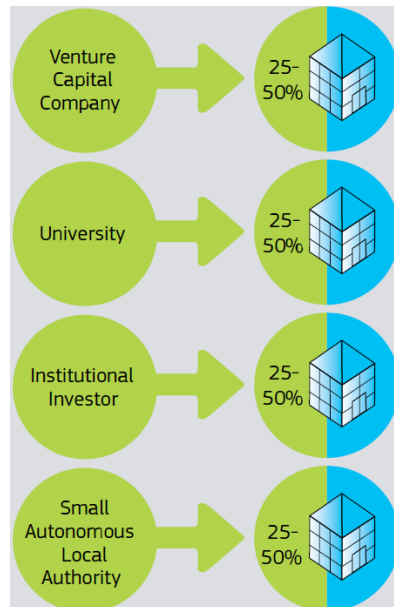 Venture
Capital
Company
25-
50%
University
25-
50%
Institutional
Investor
25-
50%
Small
Autonomous
Local
Authority
25-
50%